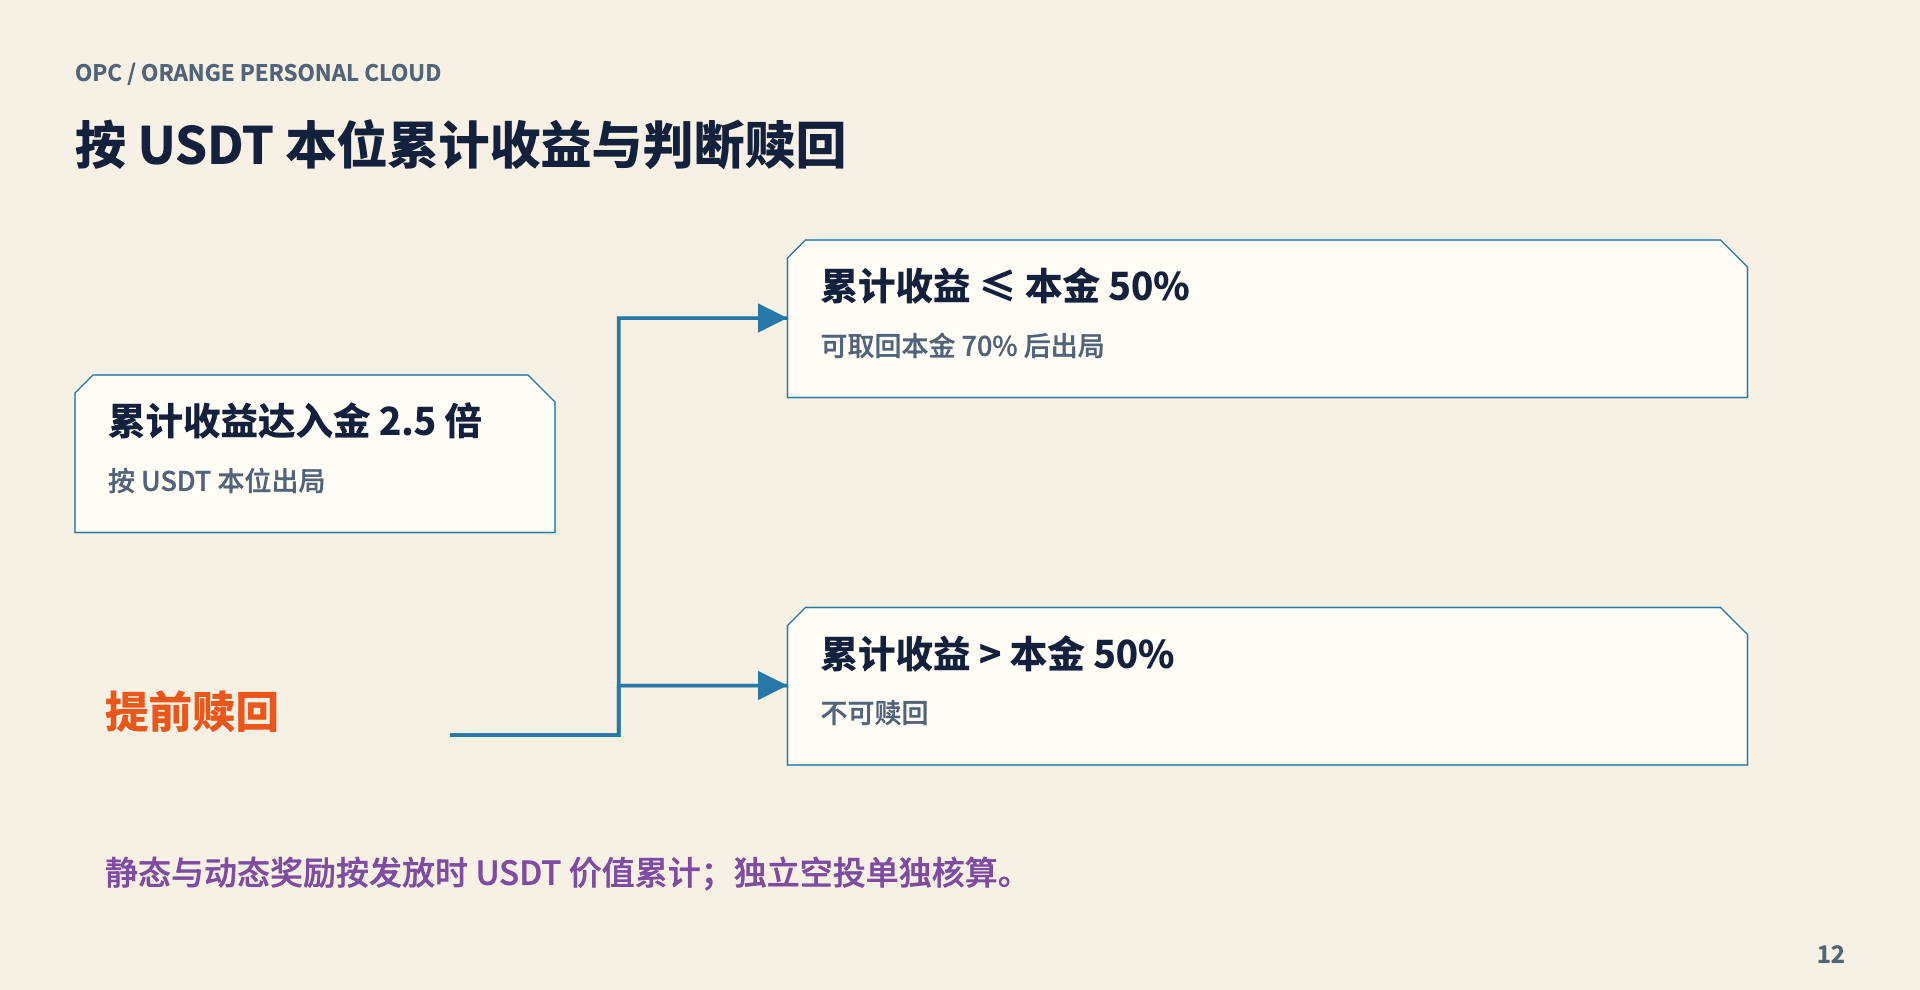 OPC / ORANGE PERSONAL CLOUD
按 USDT 本位累计收益与判断赎回
累计收益达入金 2.5 倍
按 USDT 本位出局
累计收益 ⩽ 本金 50%
可取回本金 70% 后出局
提前赎回
累计收益 > 本金 50%
不可赎回
静态与动态奖励按发放时 USDT 价值累计；独立空投单独核算。
12